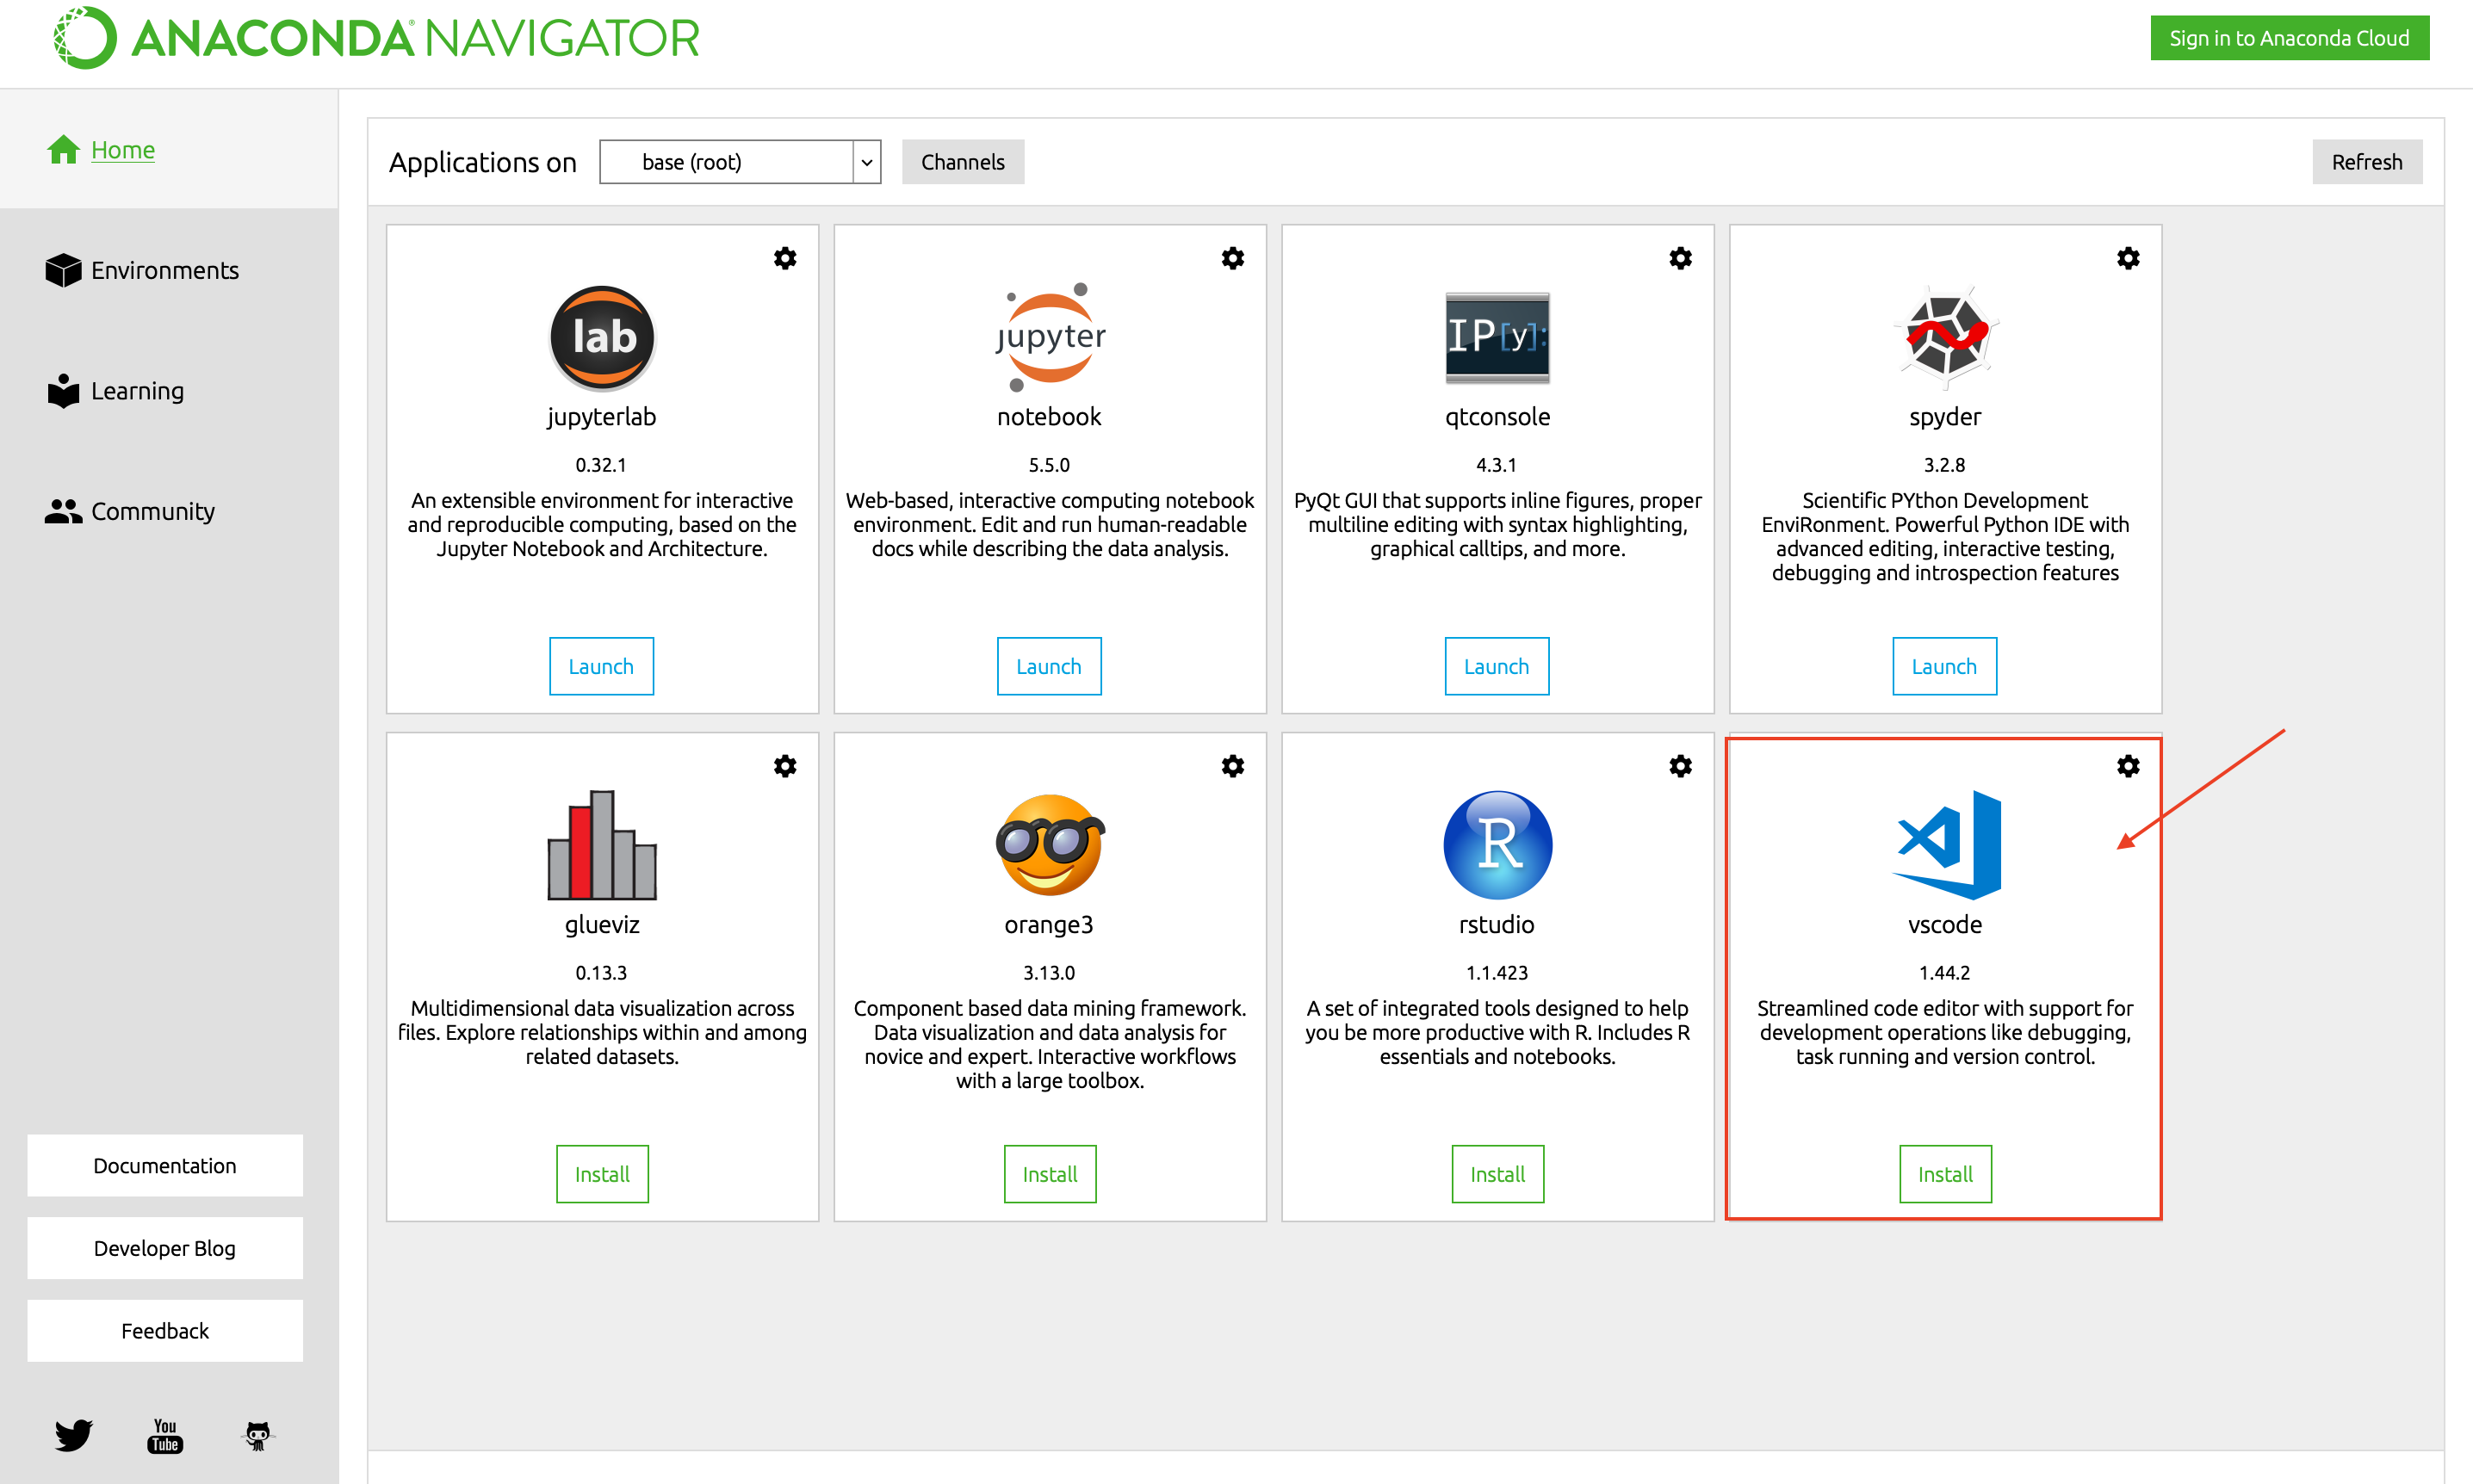 ANACONDA® NAVIGATOR
Sign in to Anaconda Cloud
Home
Environments
Learning
Community
Documentation
Developer Blog
Feedback
You
Tube
Applications on
base (root)
Channels
Refresh
lab
jupyterlab
0.32.1
An extensible environment for interactive
and reproducible computing, based on the
Jupyter Notebook and Architecture.
Launch
jupyter
notebook
5.5.0
Web-based, interactive computing notebook
environment. Edit and run human-readable
docs while describing the data analysis.
Launch
IP[y]:
qtconsole
4.3.1
PyQt GUI that supports inline figures, proper
multiline editing with syntax highlighting,
graphical calltips, and more.
Launch
spyder
3.2.8
Scientific PYthon Development
EnviRonment. Powerful Python IDE with
advanced editing, interactive testing,
debugging and introspection features
Launch
glueviz
0.13.3
Multidimensional data visualization across
files. Explore relationships within and among
related datasets.
Install
orange3
3.13.0
Component based data mining framework.
Data visualization and data analysis for
novice and expert. Interactive workflows
with a large toolbox.
Install
R
rstudio
1.1.423
A set of integrated tools designed to help
you be more productive with R. Includes R
essentials and notebooks.
Install
vscode
1.44.2
Streamlined code editor with support for
development operations like debugging,
task running and version control.
Install